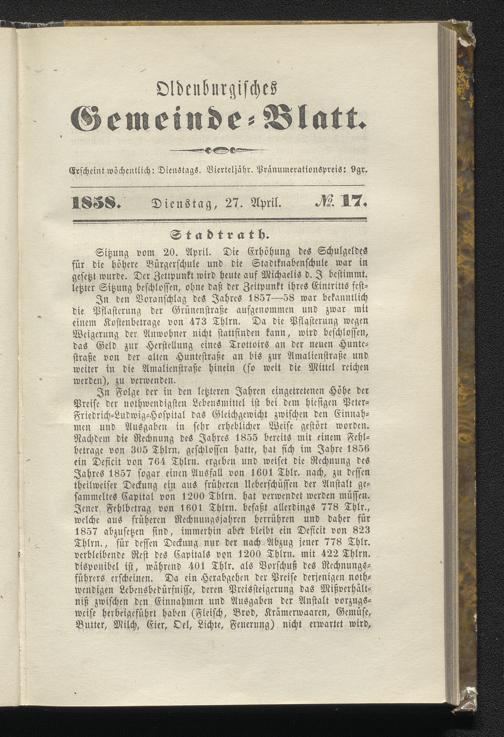 Oldenburgisches
Gemeinde-Blatt.
Erscheint wöchentlich: Dienstags. Vierteljähr. Pränumerationspreis: 9gr.
1858. Dienstag, 27. April. №. 17.
Stadtrath.
Sitzung vom 20. April. Die Erhöhung des Schulgeldes
für die höhere Bürgerschule und die Stadtknabenschule war in
gesetzt wurde. Der Zeitpunkt wird heute auf Michaelis d. J bestimmt.
letzter Sitzung beschlossen, ohne daß der Zeitpunkt ihres Eintritts fest-
In den Voranschlag des Jahres 1857—58 war bekanntlich
die Pflasterung der Grünenstraße aufgenommen und zwar mit
einem Kostenbetrage von 473 Thlrn. Da die Pflasterung wegen
Weigerung der Anwohner nicht stattfinden kann, wird beschlossen,
das Geld zur Herstellung eines Trottoirs an der neuen Hunte-
straße von der alten Huntestraße an bis zur Amalienstraße und
weiter in die Amalienstraße hinein (so weit die Mittel reichen
werden), zu verwenden.
In Folge der in den letzteren Jahren eingetretenen Höhe der
Preise der nothwendigsten Lebensmittel ist bei dem hiesigen Peter-
Friedrich-Ludwig-Hospital das Gleichgewicht zwischen den Einnah-
men und Ausgaben in sehr erheblicher Weise gestört worden.
Nachdem die Rechnung des Jahres 1855 bereits mit einem Fehl-
betrage von 305 Thlrn. geschlossen hatte, hat sich im Jahre 1856
ein Deficit von 764 Thlrn. ergeben und weiset die Rechnung des
Jahres 1857 sogar einen Ausfall von 1601 Thlr. nach, zu dessen
theilweiser Deckung ein aus früheren Ueberschüssen der Anstalt ge-
sammeltes Capital von 1200 Thlrn. hat verwendet werden müssen.
Jener Fehlbetrag von 1601 Thlrn. befaßt allerdings 778 Thlr.,
welche aus früheren Rechnungsjahren herrühren und daher für
1857 abzusetzen sind, immerhin aber bleibt ein Deficit von 823
Thlrn., für dessen Deckung nur der nach Abzug jener 778 Thlr.
verbleibende Rest des Capitals von 1200 Thlrn. mit 422 Thlrn.
disponibel ist, während 401 Thlr. als Vorschuß des Rechnungs-
führers erscheinen. Da ein Herabgehen der Preise derjenigen noth-
wendigen Lebensbedürfnisse, deren Preissteigerung das Mißverhält-
niß zwischen den Einnahmen und Ausgaben der Anstalt vorzugs-
weise herbeigeführt haben (Fleisch, Brod, Krämerwaaren, Gemüse,
Butter, Milch, Eier, Oel, Lichte, Feuerung) nicht erwartet wird,